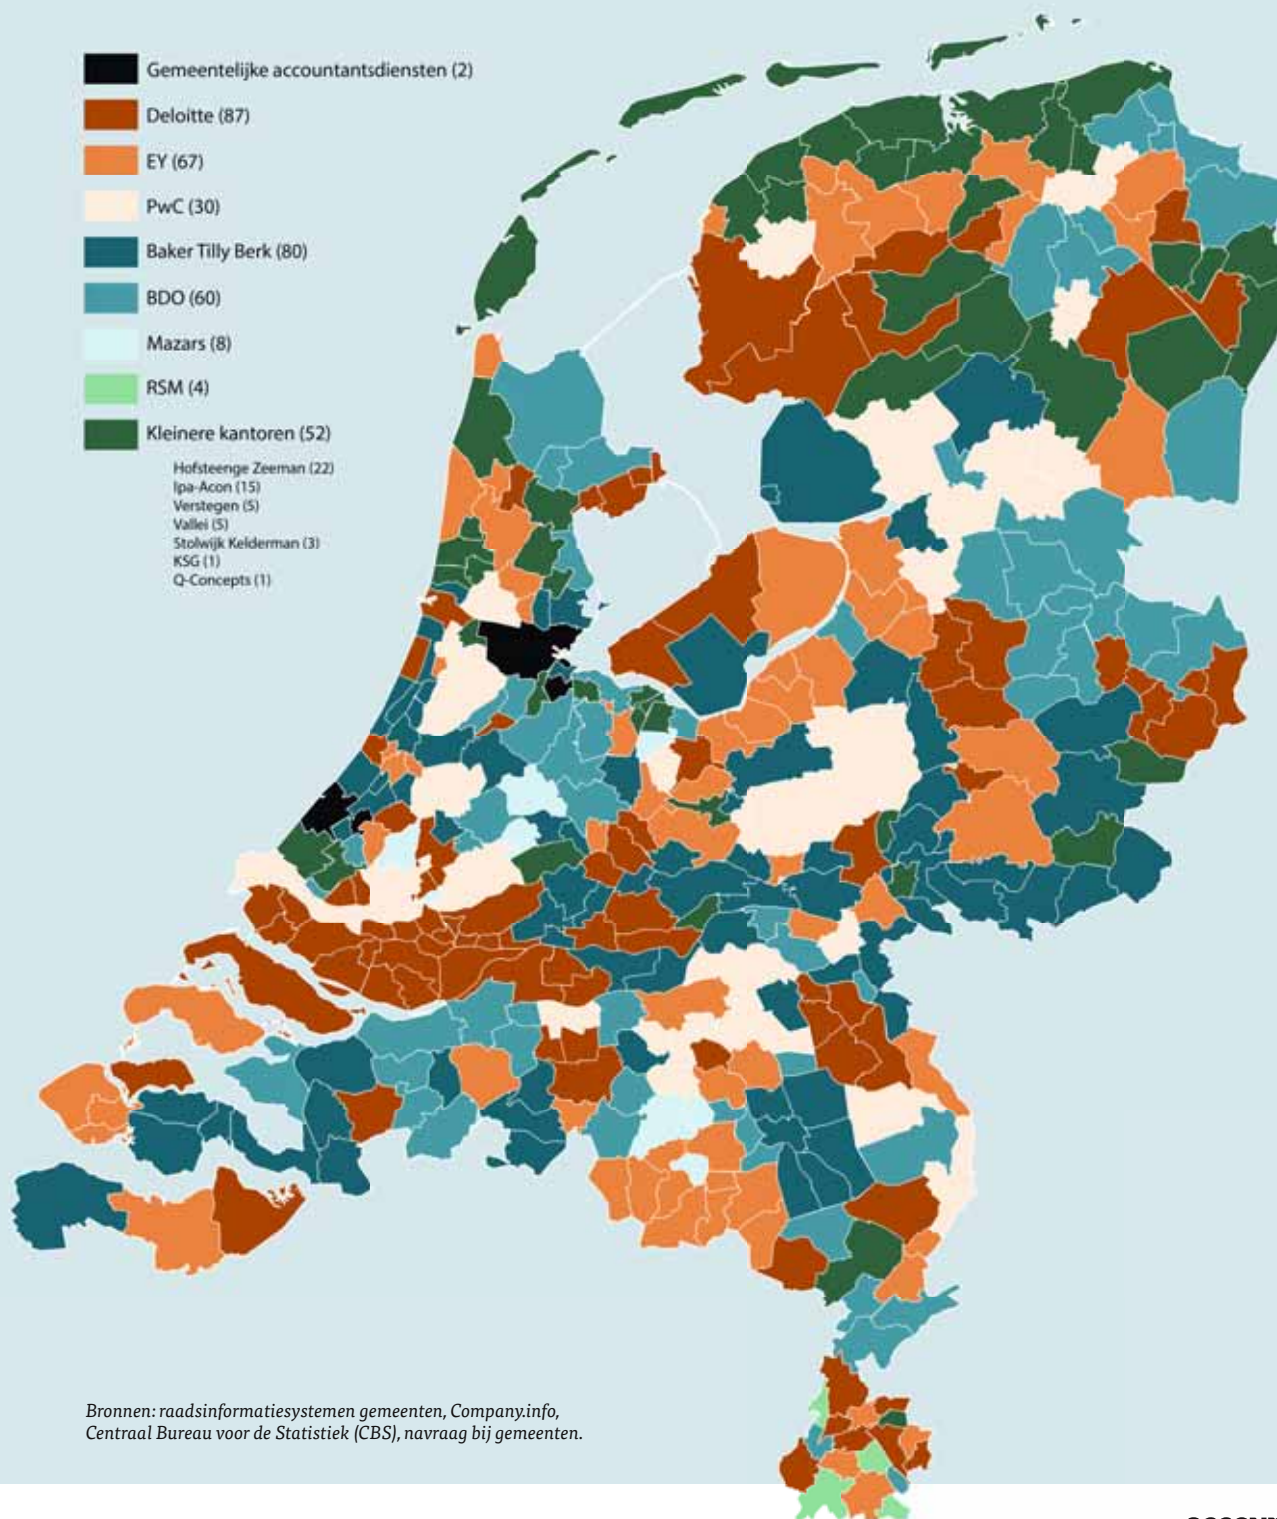 Gemeentelijke accountantsdiensten (2)
Deloitte (87)
EY (67)
PwC (30)
Baker Tilly Berk (80)
BDO (60)
Mazars (8)
RSM (4)
Kleinere kantoren (52)
Hofsteenge Zeeman (22)
Ipa-Acon (15)
Verstegen (5)
Vallei (5)
Stolwijk Kelderman (3)
KSG (1)
Q-Concepts (1)
Bronnen: raadsinformatiesystemen gemeenten, Company.info,
Centraal Bureau voor de Statistiek (CBS), navraag bij gemeenten.